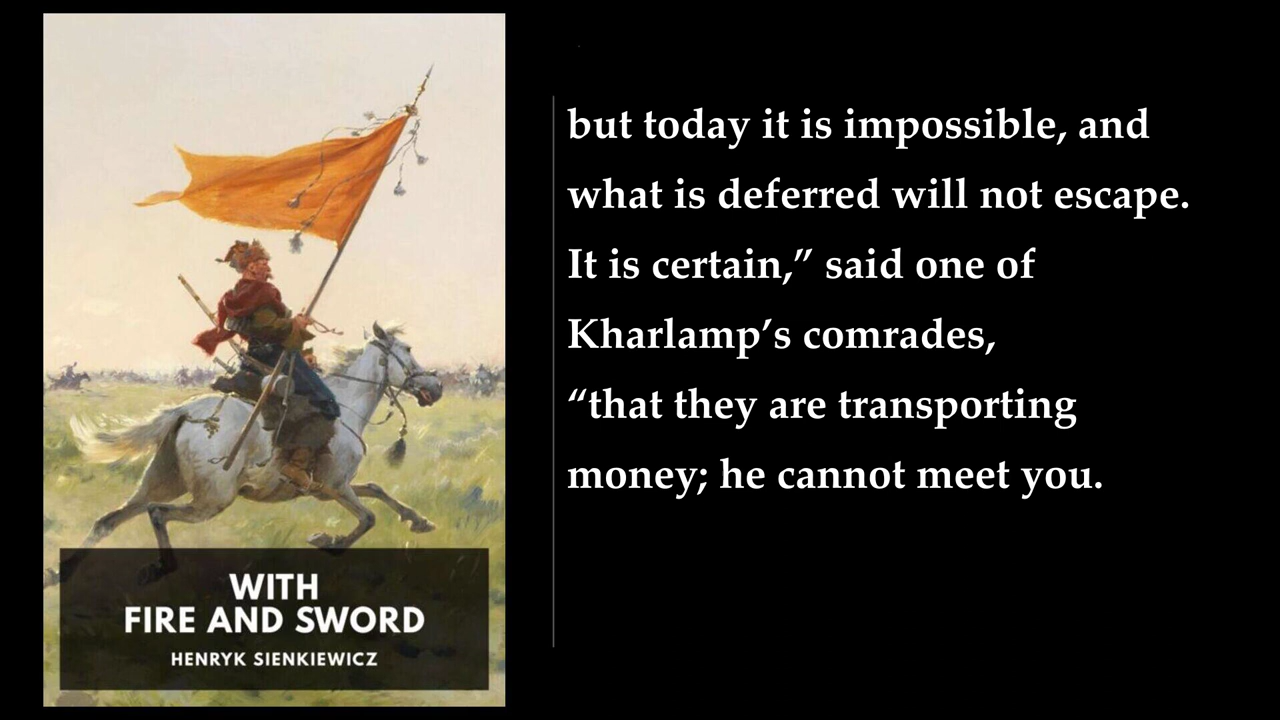 WITH
FIRE AND SWORD
HENRYK SIENKIEWICZ
but today it is impossible, and
what is deferred will not escape.
It is certain,” said one of
Kharlamp’s comrades,
“that they are transporting
money; he cannot meet you.